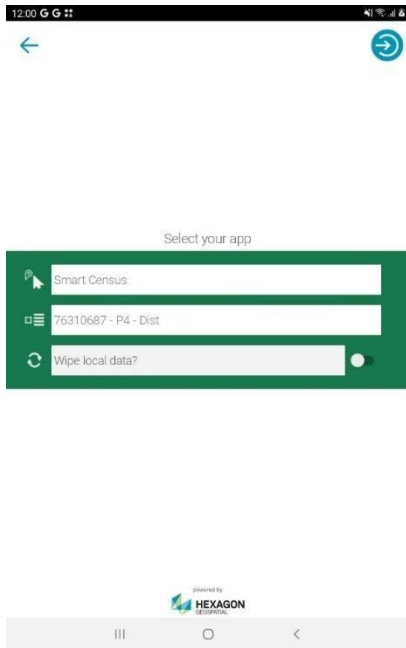 12:00 G G
Select your app
Smart Census
76310687 - P4 - Dist
Wipe local data?
powered by
HEXAGON
GEOSPATIAL